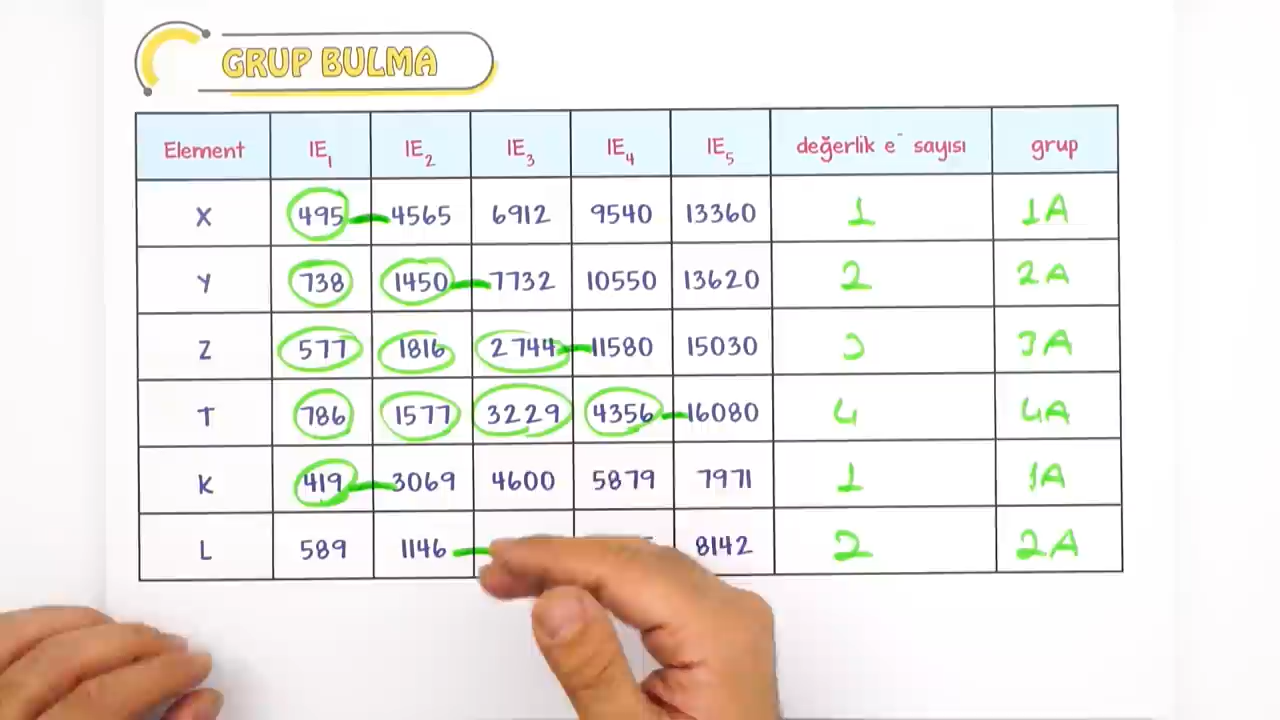 GRUP BULMA
Element IE₁ IE₂ IE₃ IE₄ IE₅ değerlik e⁻ sayısı grup
X 495 4565 6912 9540 13360 1 1A
Y 738 1450 7732 10550 13620 2 2A
Z 577 1816 2744 11580 15030 3 3A
T 786 1577 3229 4356 16080 4 4A
K 419 3069 4600 5879 7971 1 1A
L 589 1146 8142 2 2A